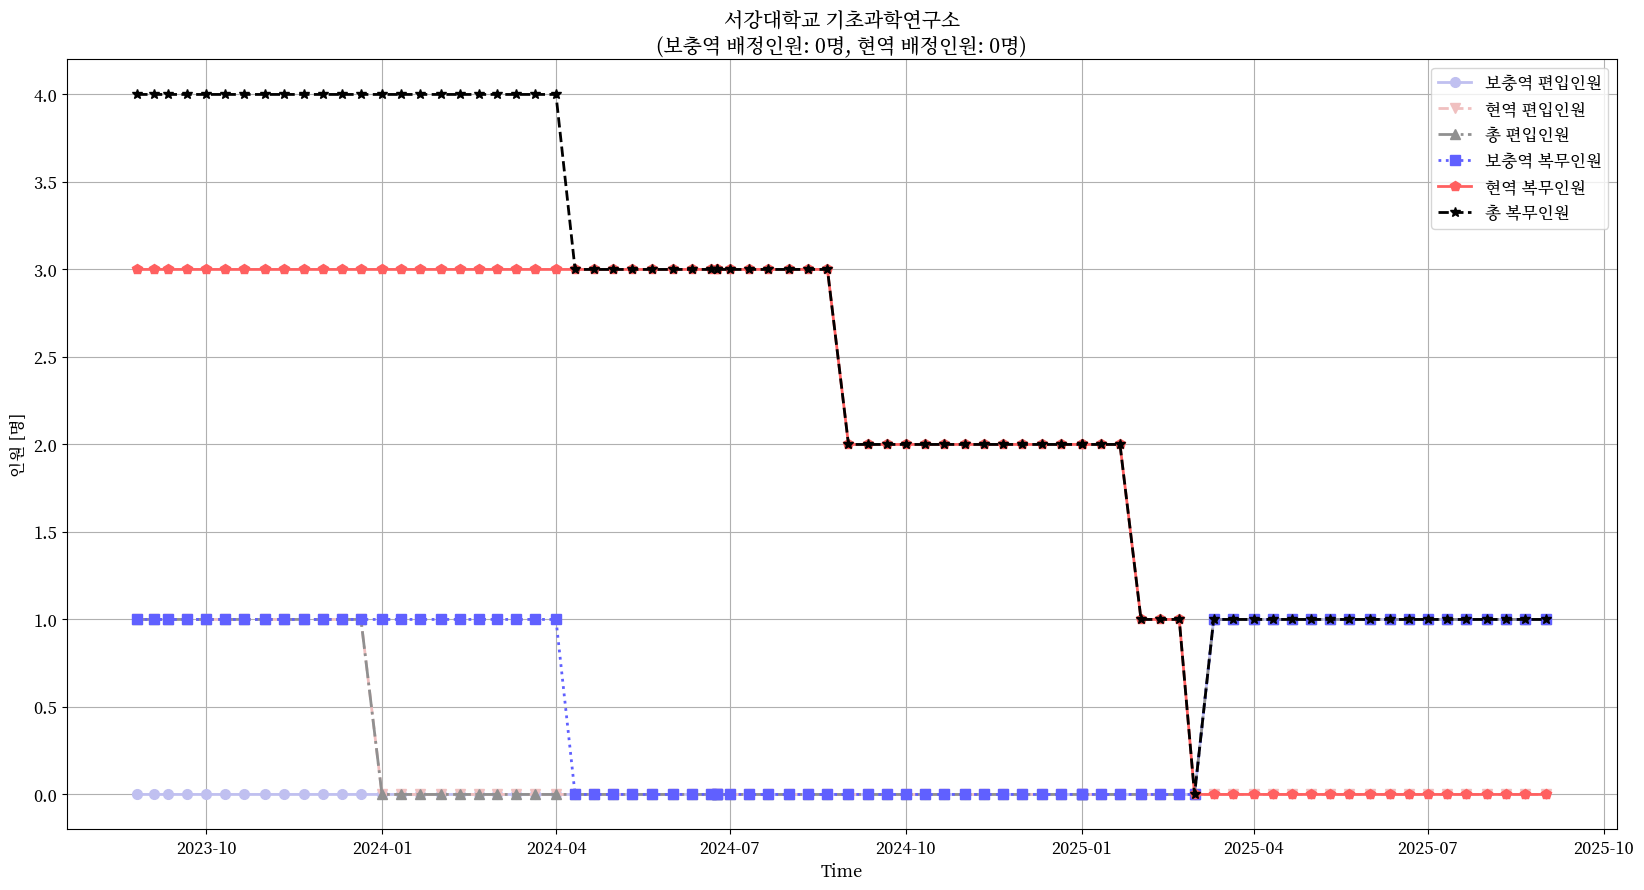 서강대학교 기초과학연구소
(보충역 배정인원: 0명, 현역 배정인원: 0명)
보충역 편입인원
현역 편입인원
총 편입인원
보충역 복무인원
현역 복무인원
총 복무인원
인원 [명]
4.0
3.5
3.0
2.5
2.0
1.5
1.0
0.5
0.0
2023-10
2024-01
2024-04
2024-07
2024-10
2025-01
2025-04
2025-07
2025-10
Time